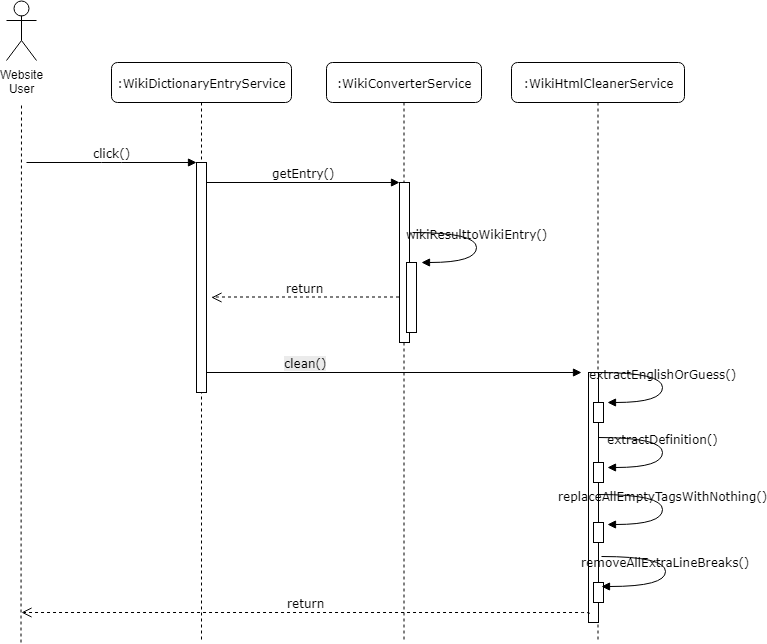 Website
User
:WikiDictionaryEntryService
:WikiConverterService
:WikiHtmlCleanerService
click()
getEntry()
wikiResulttoWikiEntry()
return
clean()
extractEnglishOrGuess()
extractDefinition()
replaceAllEmptyTagsWithNothing()
removeAllExtraLineBreaks()
return